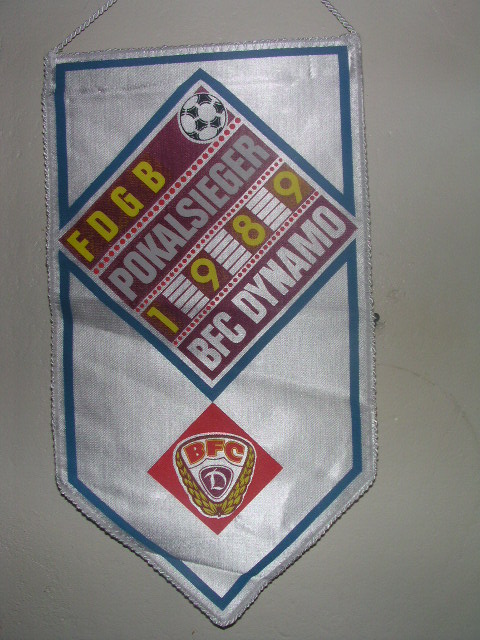 FDGB
POKALSIEGER
1989
BFC DYNAMO
BFC
D